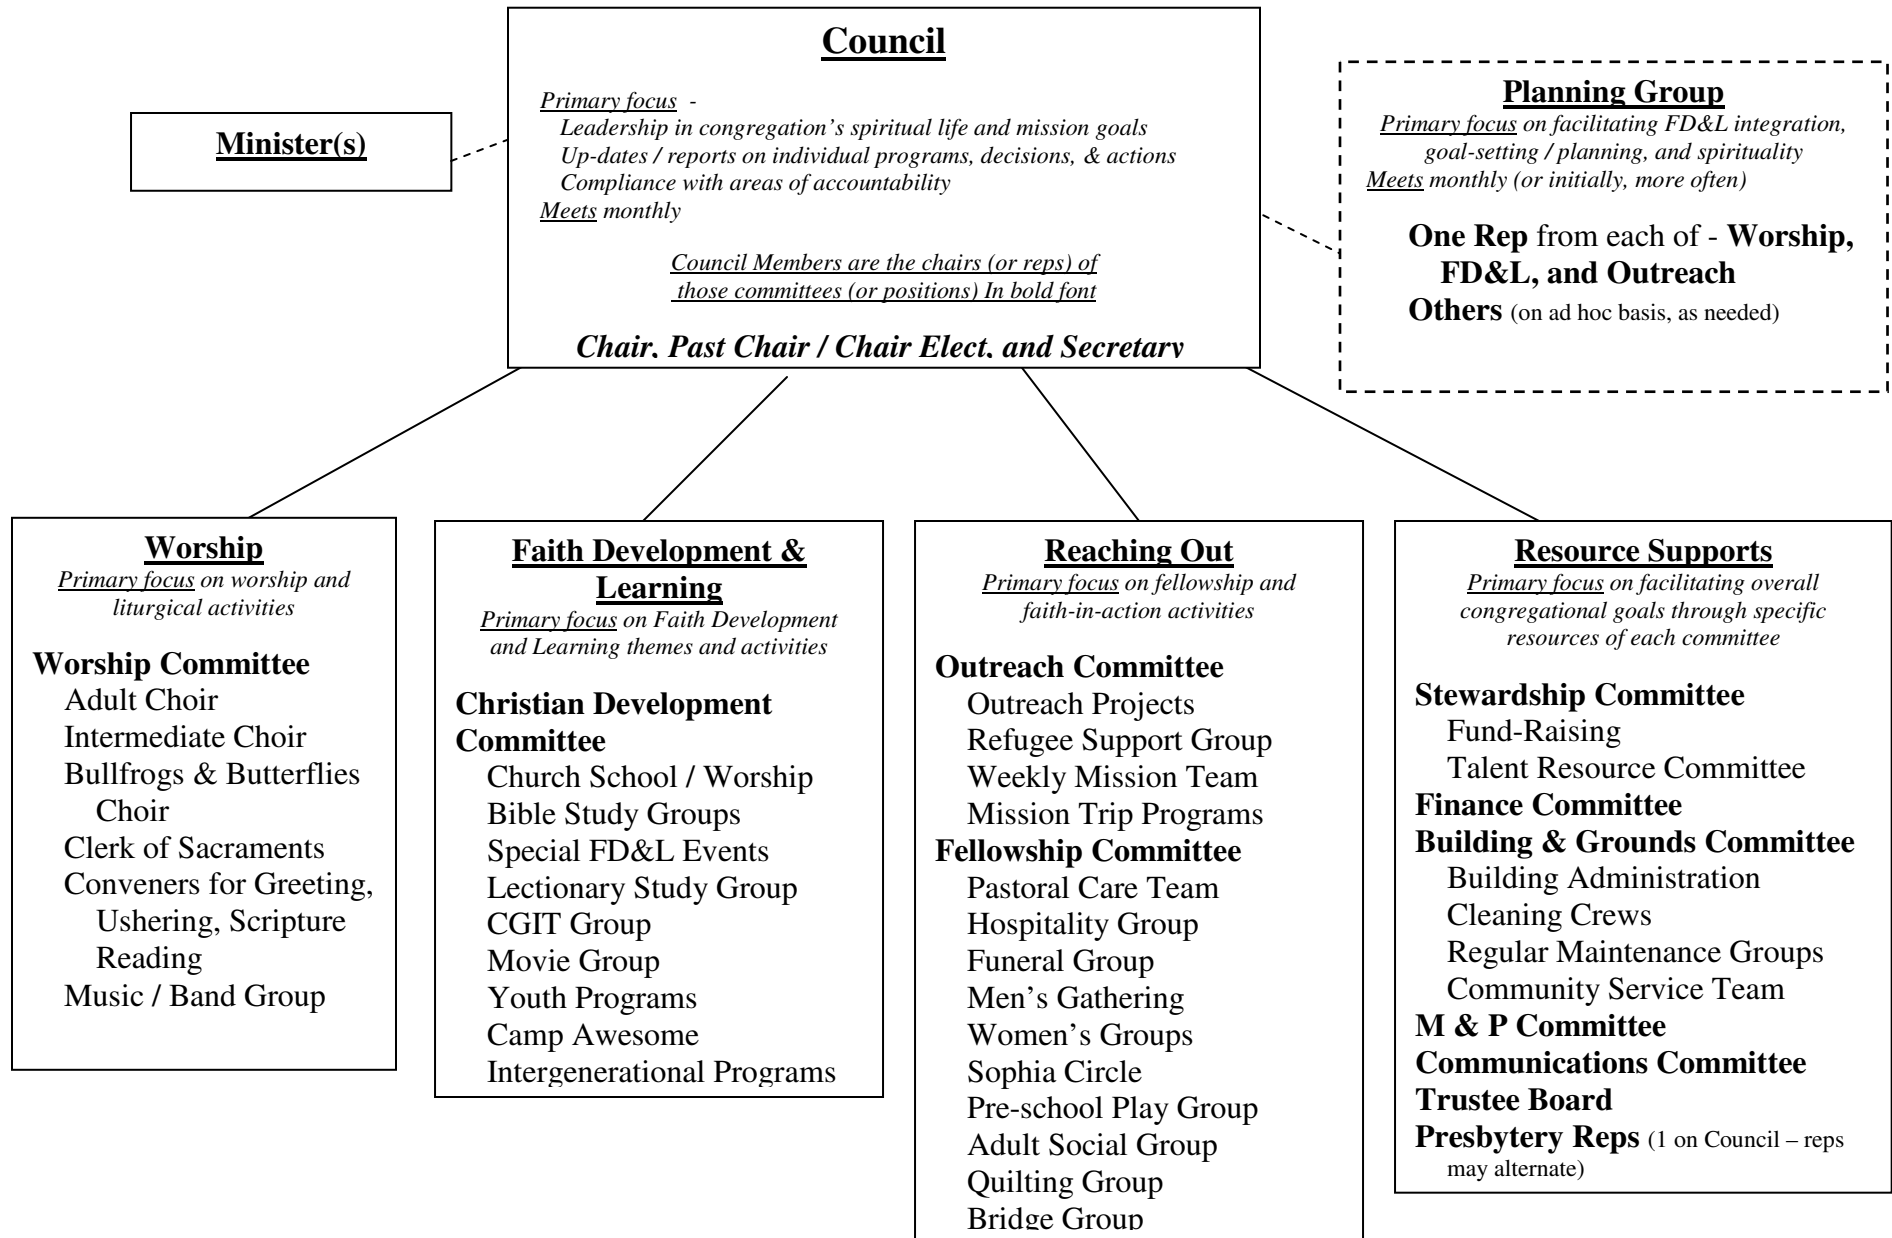 Council
Primary focus -
Leadership in congregation’s spiritual life and mission goals
Up-dates / reports on individual programs, decisions, & actions
Compliance with areas of accountability
Meets monthly
Council Members are the chairs (or reps) of
those committees (or positions) In bold font
Chair, Past Chair / Chair Elect, and Secretary
Minister(s)
Planning Group
Primary focus on facilitating FD&L integration,
goal-setting / planning, and spirituality
Meets monthly (or initially, more often)
One Rep from each of - Worship,
FD&L, and Outreach
Others (on ad hoc basis, as needed)
Worship
Primary focus on worship and
liturgical activities
Worship Committee
Adult Choir
Intermediate Choir
Bullfrogs & Butterflies
Choir
Clerk of Sacraments
Conveners for Greeting,
Ushering, Scripture
Reading
Music / Band Group
Faith Development &
Learning
Primary focus on Faith Development
and Learning themes and activities
Christian Development
Committee
Church School / Worship
Bible Study Groups
Special FD&L Events
Lectionary Study Group
CGIT Group
Movie Group
Youth Programs
Camp Awesome
Intergenerational Programs
Reaching Out
Primary focus on fellowship and
faith-in-action activities
Outreach Committee
Outreach Projects
Refugee Support Group
Weekly Mission Team
Mission Trip Programs
Fellowship Committee
Pastoral Care Team
Hospitality Group
Funeral Group
Men’s Gathering
Women’s Groups
Sophia Circle
Pre-school Play Group
Adult Social Group
Quilting Group
Bridge Group
Resource Supports
Primary focus on facilitating overall
congregational goals through specific
resources of each committee
Stewardship Committee
Fund-Raising
Talent Resource Committee
Finance Committee
Building & Grounds Committee
Building Administration
Cleaning Crews
Regular Maintenance Groups
Community Service Team
M & P Committee
Communications Committee
Trustee Board
Presbytery Reps (1 on Council – reps
may alternate)